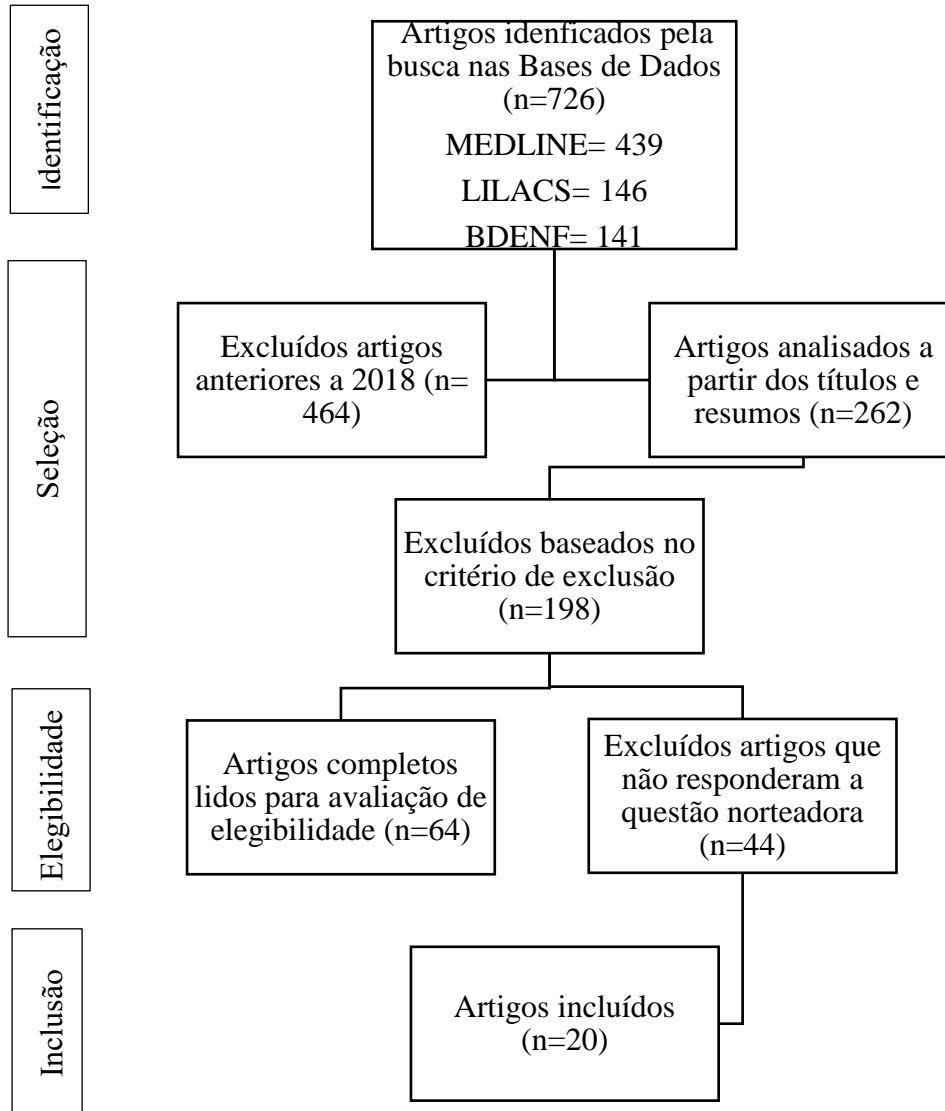 Identificação
Artigos idenficados pela
busca nas Bases de Dados
(n=726)
MEDLINE= 439
LILACS= 146
BDENF= 141
Seleção
Excluídos artigos
anteriores a 2018 (n=
464)
Artigos analisados a
partir dos títulos e
resumos (n=262)
Excluídos baseados no
critério de exclusão
(n=198)
Elegibilidade
Artigos completos
lidos para avaliação de
elegibilidade (n=64)
Excluídos artigos que
não responderam a
questão norteadora
(n=44)
Inclusão
Artigos incluídos
(n=20)